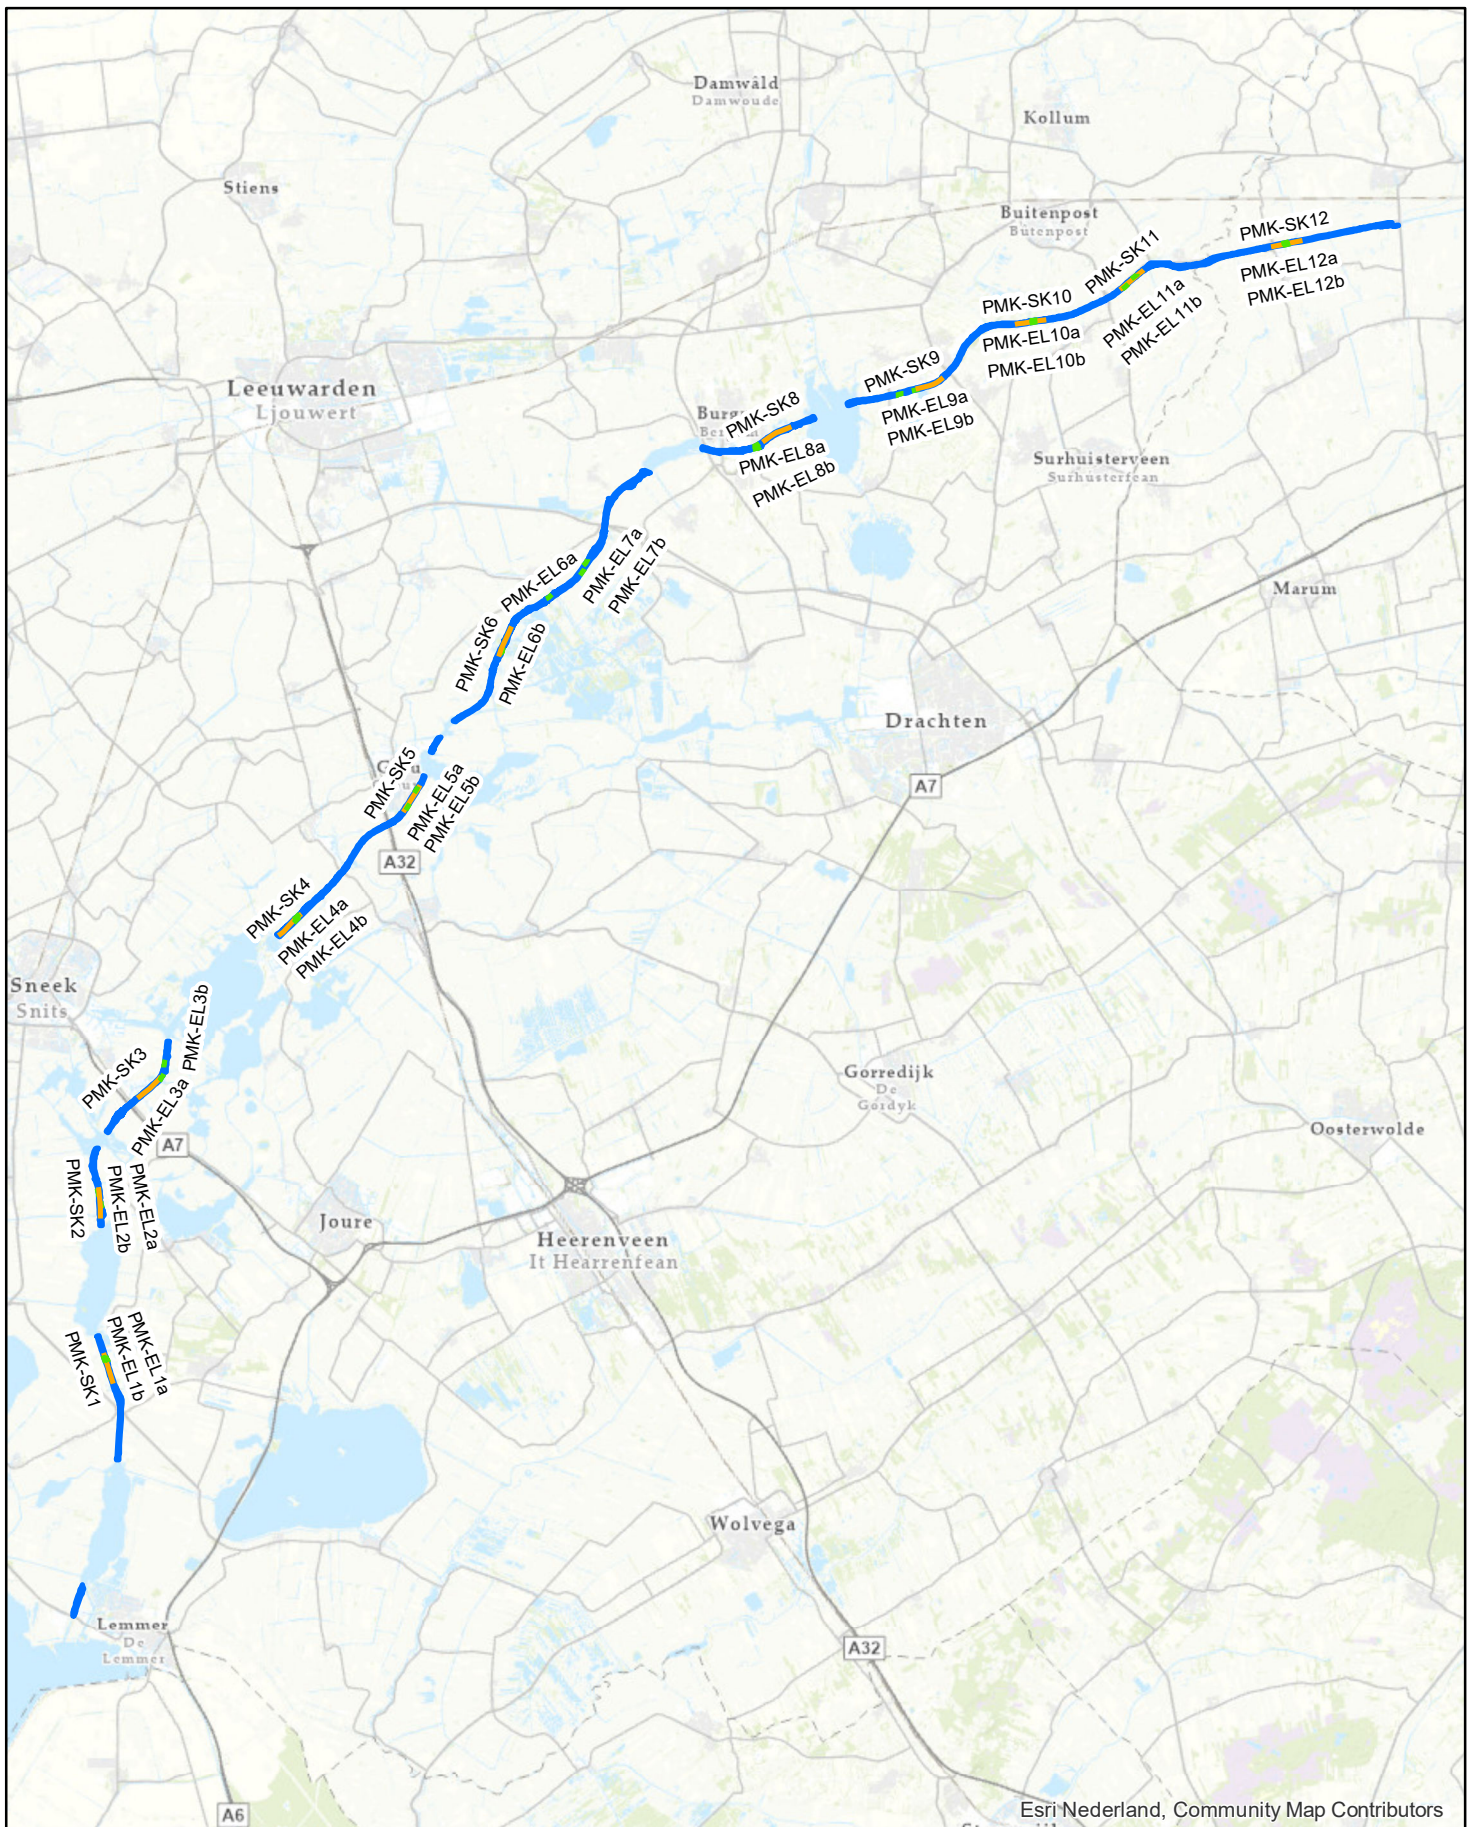 Damwâld
Damwoude
Kollum
Stiens
Buitenpost
Bûtenpost
PMK-SK12
PMK-SK11
PMK-EL12a
PMK-EL12b
PMK-EL11a
PMK-EL11b
PMK-SK10
PMK-EL10a
PMK-EL10b
Leeuwarden
Ljouwert
PMK-SK9
PMK-EL9a
PMK-EL9b
PMK-SK8
PMK-EL8a
PMK-EL8b
Surhuisterveen
Surhústerfean
PMK-EL6a
PMK-EL7a
PMK-EL7b
Marum
PMK-SK6
PMK-EL6b
Drachten
A7
PMK-SK5
PMK-EL5a
PMK-EL5b
A32
PMK-SK4
PMK-EL4a
PMK-EL4b
Sneek
Snits
PMK-EL3b
PMK-SK3
PMK-EL3a
A7
Gorredijk
De
Gordyk
Oosterwolde
PMK-SK2
PMK-EL2b
PMK-EL2a
Joure
Heerenveen
It Hearrenfean
PMK-SK1
PMK-EL1b
PMK-EL1a
Wolvega
Lemmer
De
Lemmer
A32
A6
Esri Nederland, Community Map Contributors